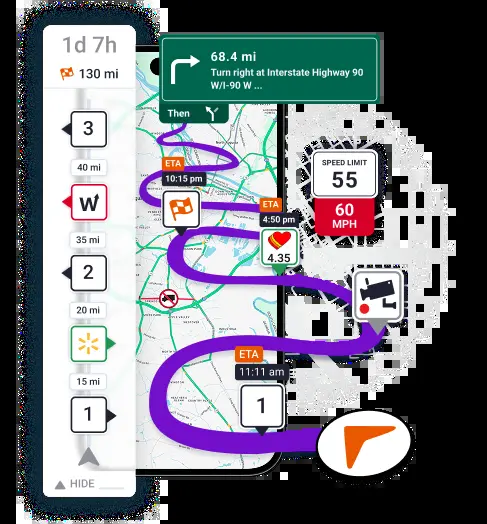 1d 7h
130 mi
3
40 mi
W
35 mi
2
20 mi
15 mi
1
HIDE
68.4 mi
Turn right at Interstate Highway 90
W/I-90 W ...
Then
ETA
10:15 pm
ETA
4:50 pm
4.35
SPEED LIMIT
55
60
MPH
ETA
11:11 am
1